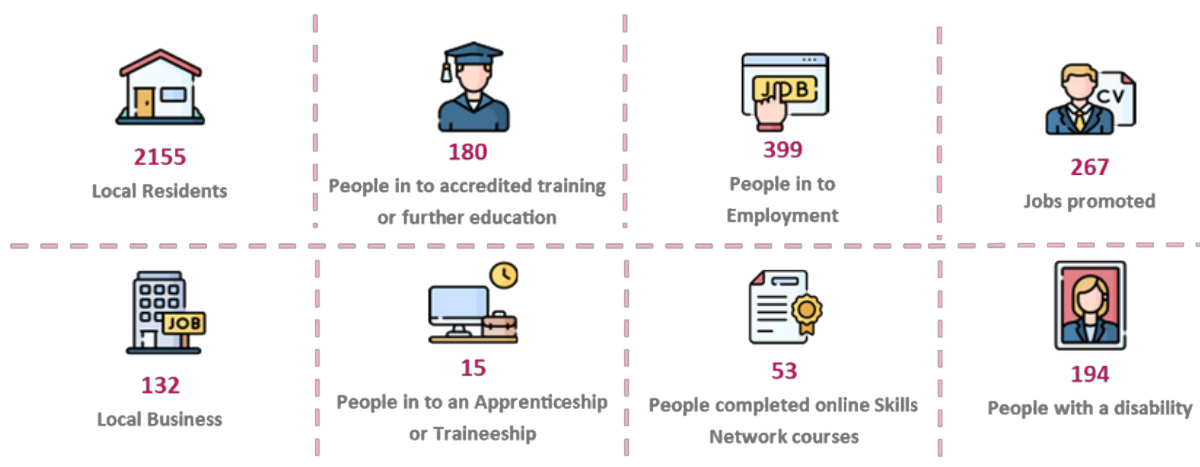 JOB
CV
2155
Local Residents
180
People in to accredited training
or further education
399
People in to
Employment
267
Jobs promoted
JOB
132
Local Business
15
People in to an Apprenticeship
or Traineeship
53
People completed online Skills
Network courses
194
People with a disability